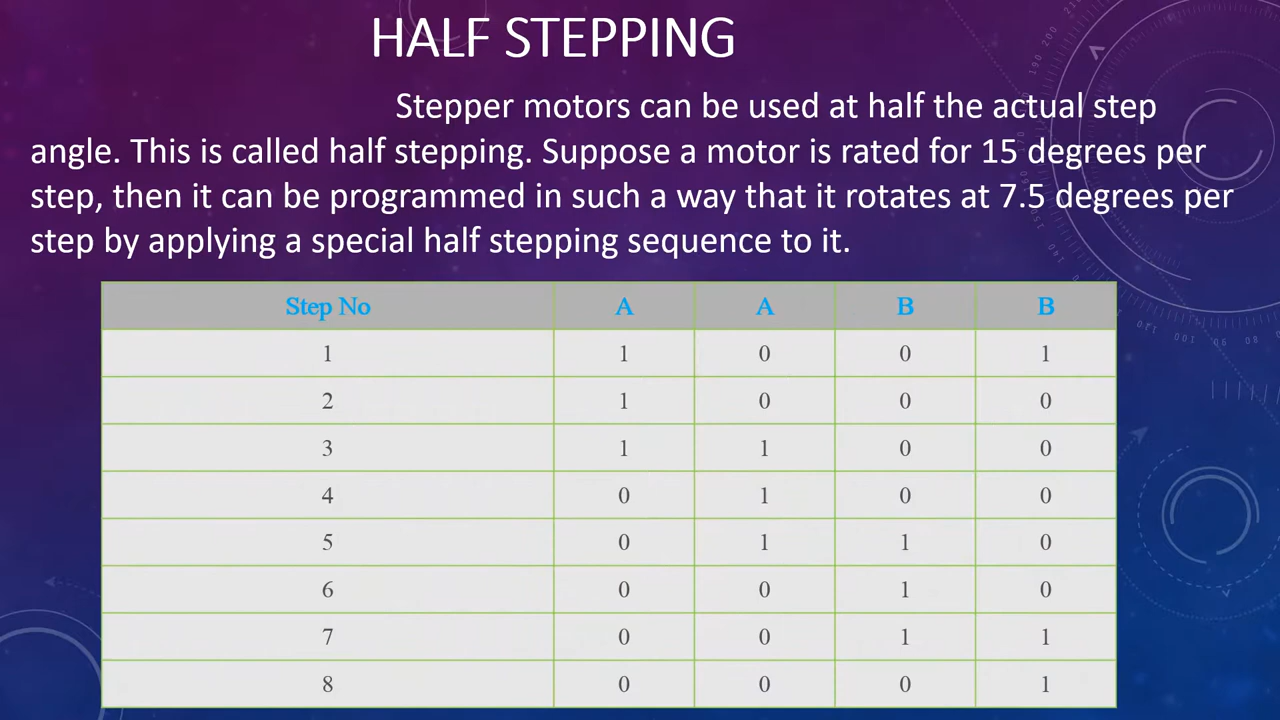 HALF STEPPING
Stepper motors can be used at half the actual step
angle. This is called half stepping. Suppose a motor is rated for 15 degrees per
step, then it can be programmed in such a way that it rotates at 7.5 degrees per
step by applying a special half stepping sequence to it.
Step No A A B B
1 1 0 0 1
2 1 0 0 0
3 1 1 0 0
4 0 1 0 0
5 0 1 1 0
6 0 0 1 0
7 0 0 1 1
8 0 0 0 1